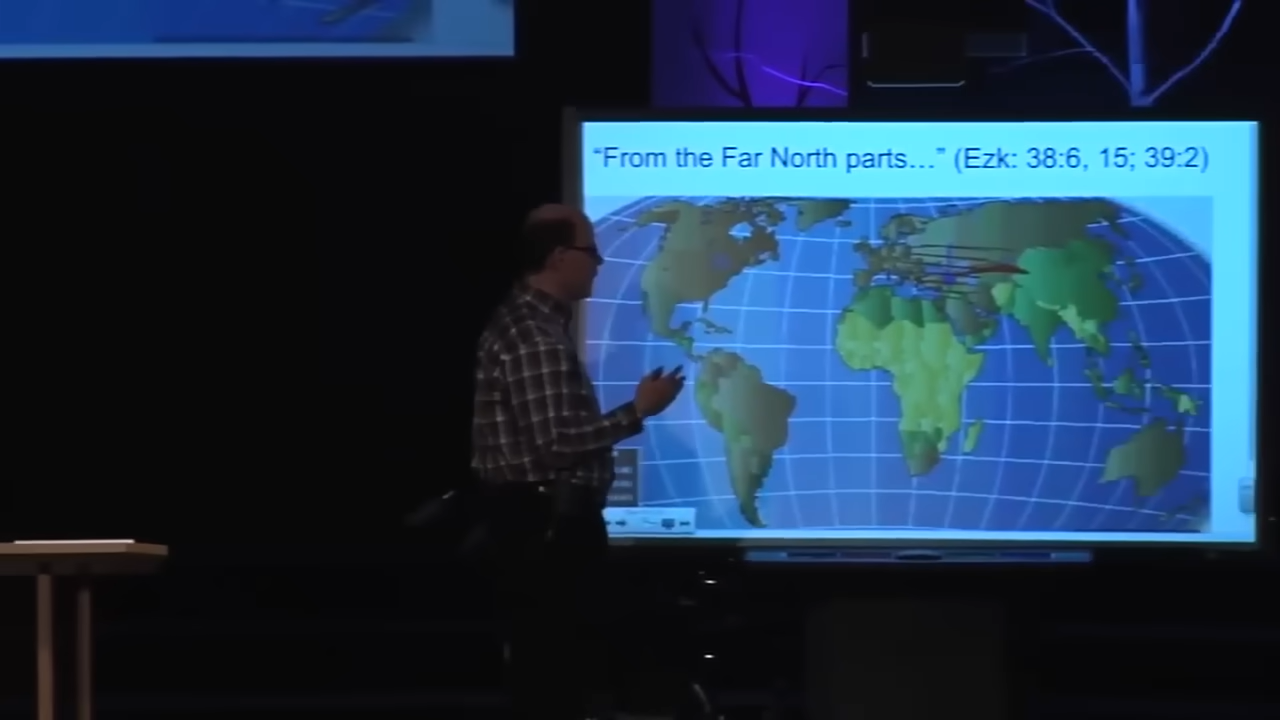 “From the Far North parts…” (Ezk: 38:6, 15; 39:2)